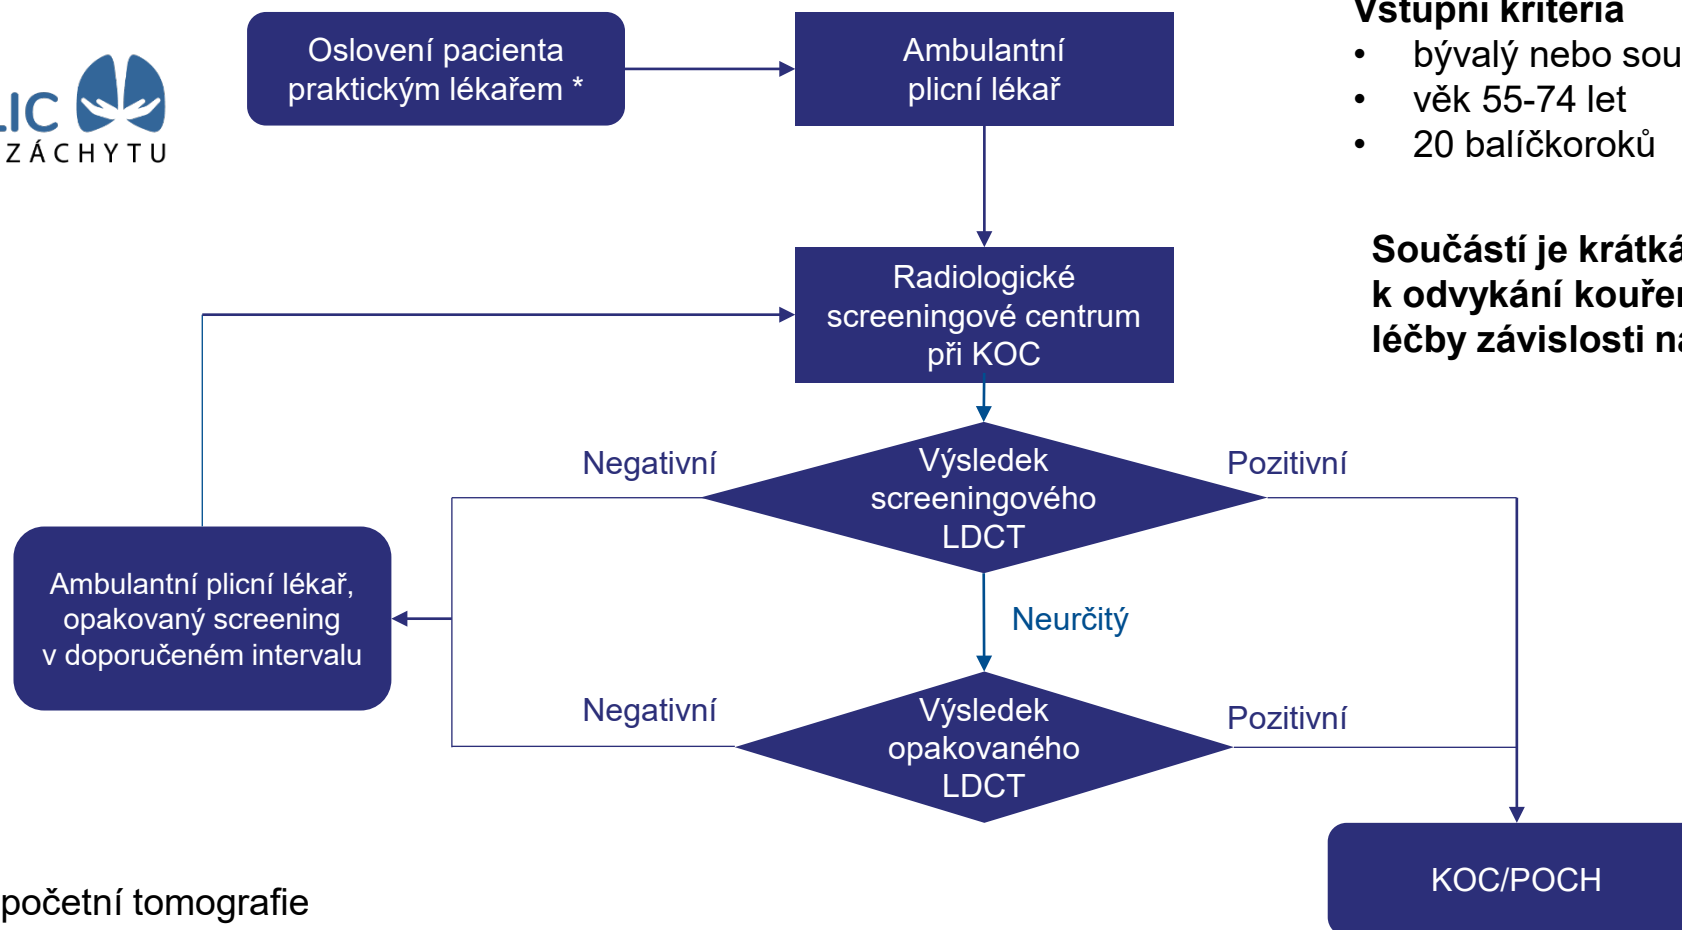 LIC
ZÁCHYTU
Oslovení pacienta
praktickým lékařem *
Ambulantní
plicní lékař
Vstupní kritéria
• bývalý nebo sou
• věk 55-74 let
• 20 balíčkoroků
Součástí je krátká
k odvykání kouře
léčby závislosti na
Radiologické
screeningové centrum
při KOC
Negativní
Výsledek
screeningového
LDCT
Pozitivní
Ambulantní plicní lékař,
opakovaný screening
v doporučeném intervalu
Neurčitý
Negativní
Výsledek
opakovaného
LDCT
Pozitivní
KOC/POCH
početní tomografie